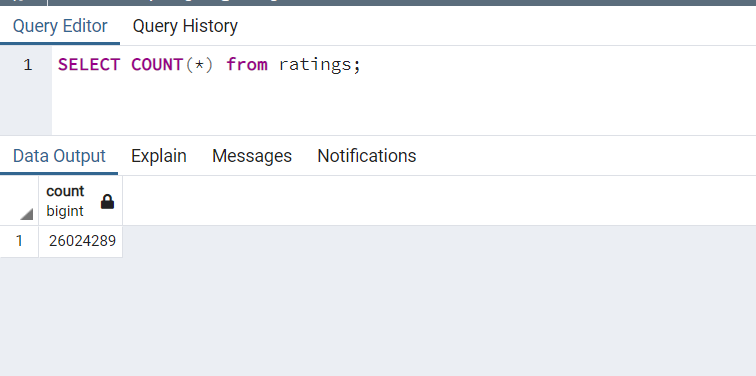 Query Editor Query History
1 SELECT COUNT(*) from ratings;
Data Output Explain Messages Notifications
count
bigint
1 26024289